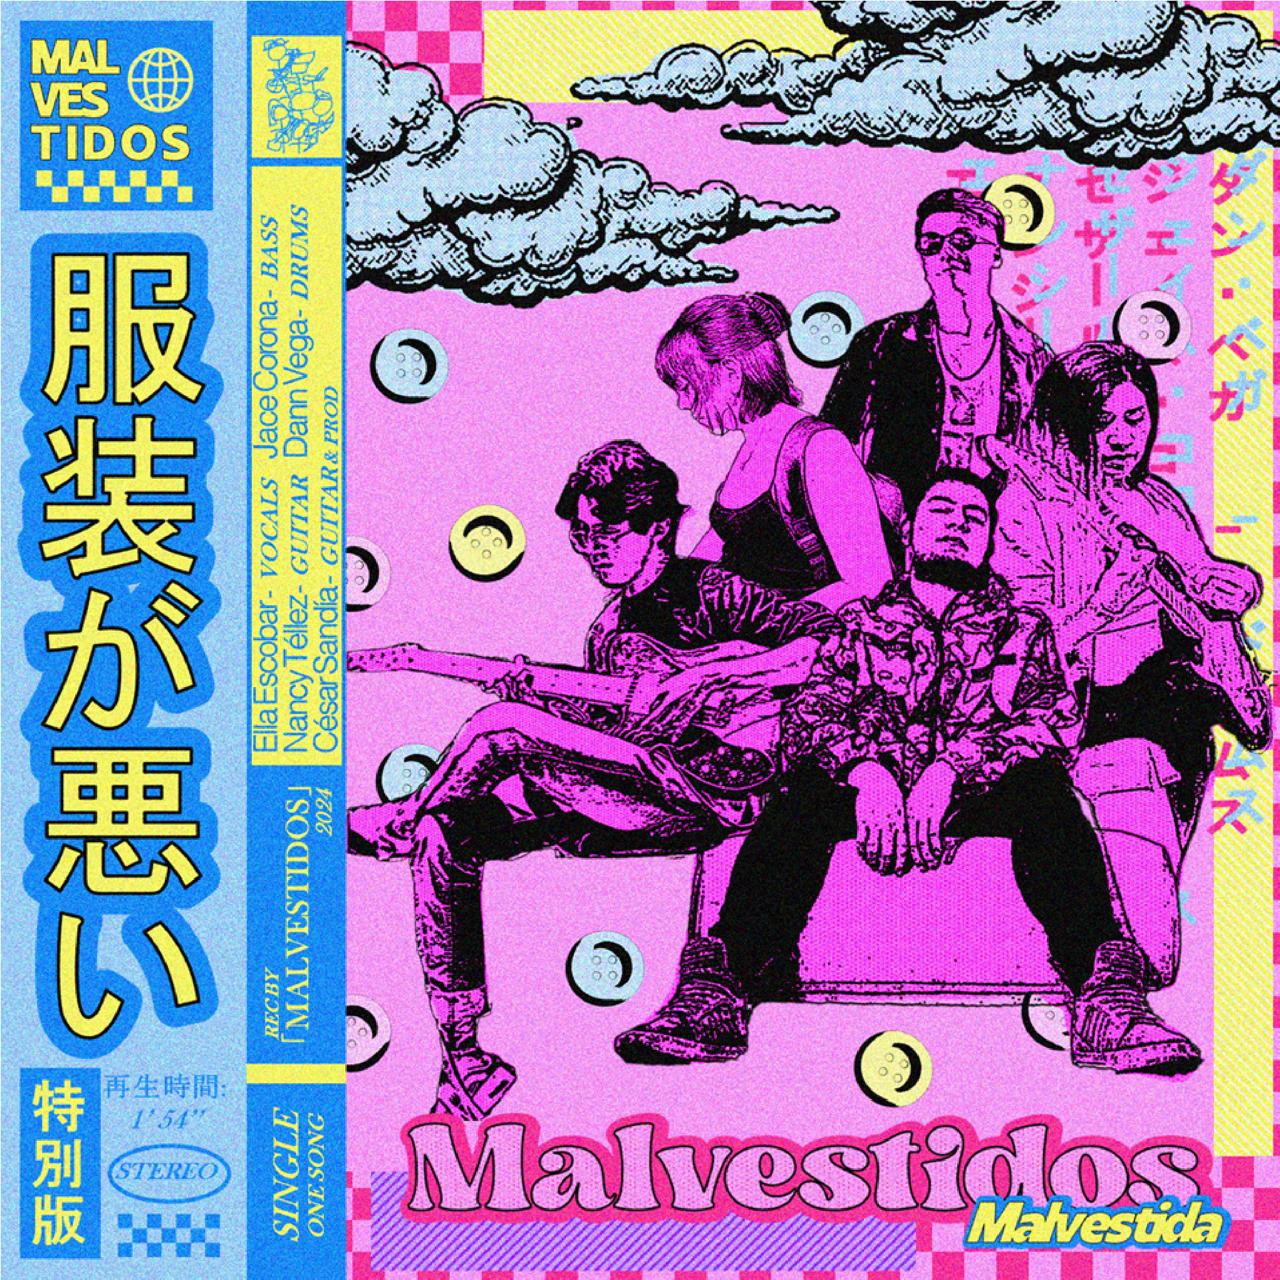 MAL
VES
TIDOS
服装が悪い
特別版
再生時間:
1' 54"
STEREO
Ella Escobar - VOCALS
Nancy Téllez - GUITAR
César Sandía - GUITAR & PROD
Jace Corona - BASS
Dann Vega - DRUMS
REC BY
「MALVESTIDOS」
2024
SINGLE
ONE SONG
ダン・ベガ
Malvestidos
Malvestida